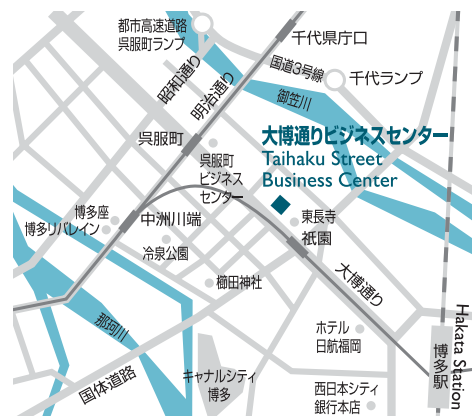 都市高速道路
呉服町ランプ
千代県庁口
昭和通り
明治通り
国道3号線
千代ランプ
御笠川
呉服町
大博通りビジネスセンター
Taihaku Street
Business Center
呉服町
ビジネス
センター
博多座
博多リバレイン
中洲川端
東長寺
祇園
冷泉公園
大博通り
櫛田神社
那珂川
Hakata Station
博多駅
ホテル
日航福岡
国体道路
キャナルシティ
博多
西日本シティ
銀行本店